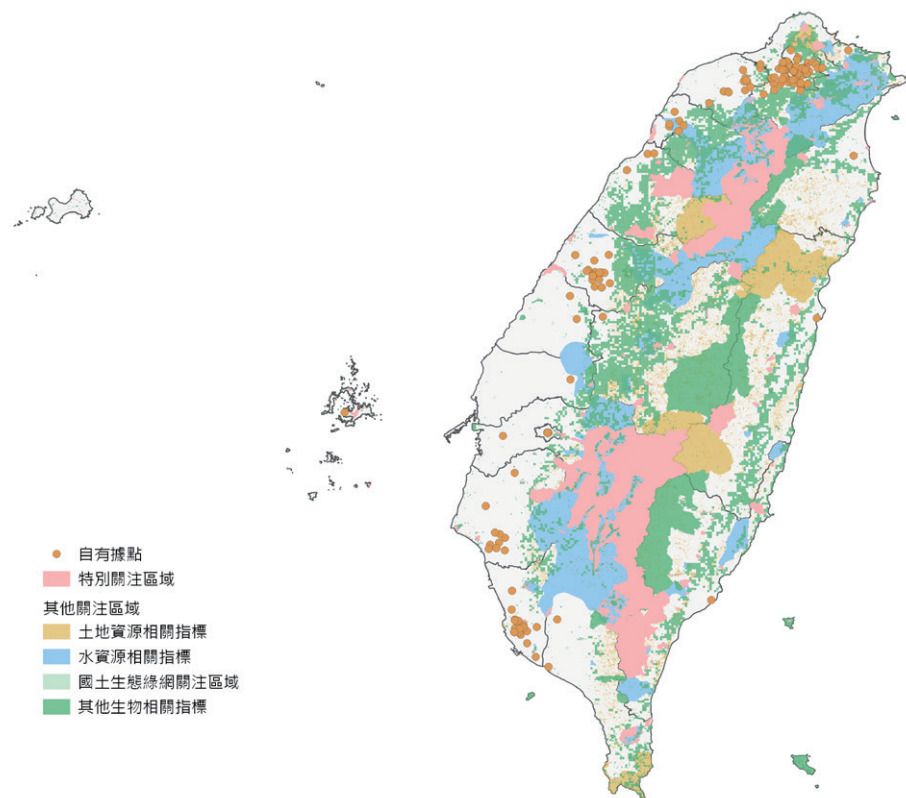 自有據點
特別關注區域
其他關注區域
土地資源相關指標
水資源相關指標
國土生態綠網關注區域
其他生物相關指標